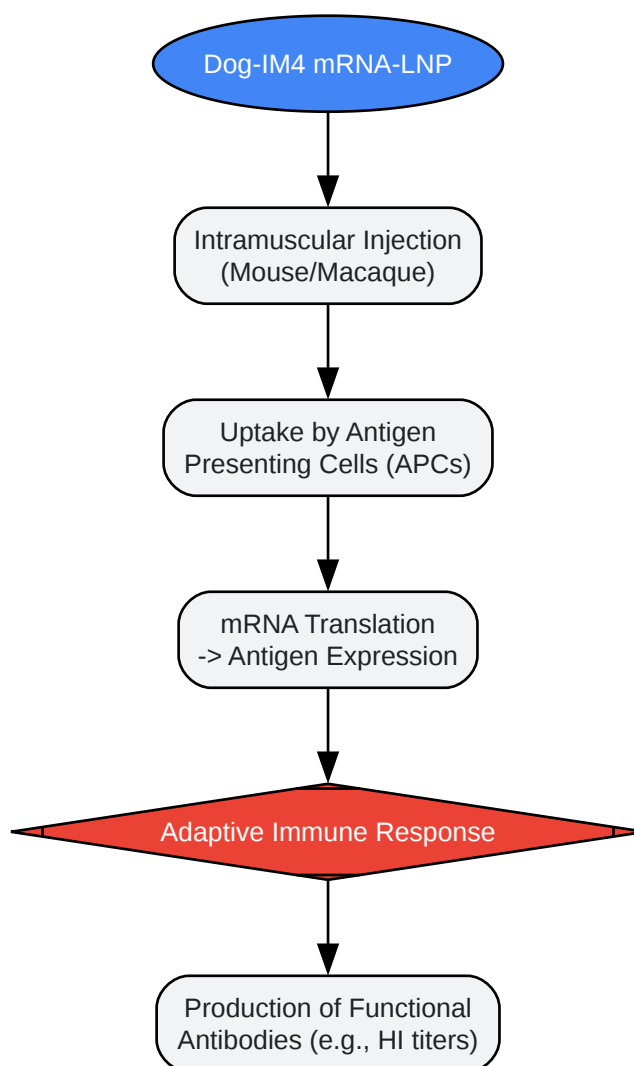 Dog-IM4 mRNA-LNP
Intramuscular Injection
(Mouse/Macaque)
Uptake by Antigen
Presenting Cells (APCs)
mRNA Translation
-> Antigen Expression
Adaptive Immune Response
Production of Functional
Antibodies (e.g., HI titers)